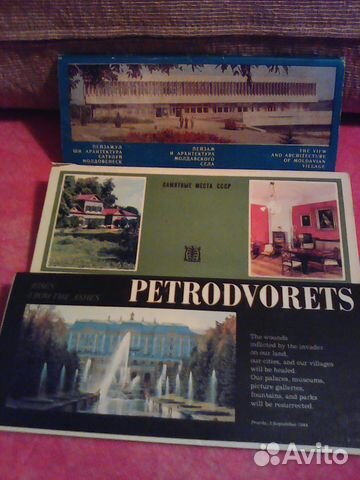 ПЕЙЗАЖУЛ
ШИ АРХИТЕКТУРА
САТУЛУЙ
МОЛДОВЕНЕСК
ПЕЙЗАЖ
И АРХИТЕКТУРА
МОЛДАВСКОГО
СЕЛА
THE VIEW
AND ARCHITECTURE
OF MOLDAVIAN
VILLAGE
ПАМЯТНЫЕ МЕСТА СССР
RISEN
FROM THE ASHES
PETRODVORETS
The wounds
inflicted by the invader
on our land,
our cities, and our villages
will be healed.
Our palaces, museums,
picture galleries,
fountains, and parks
will be resurrected.
Pravda, 3 September 1944
Avito